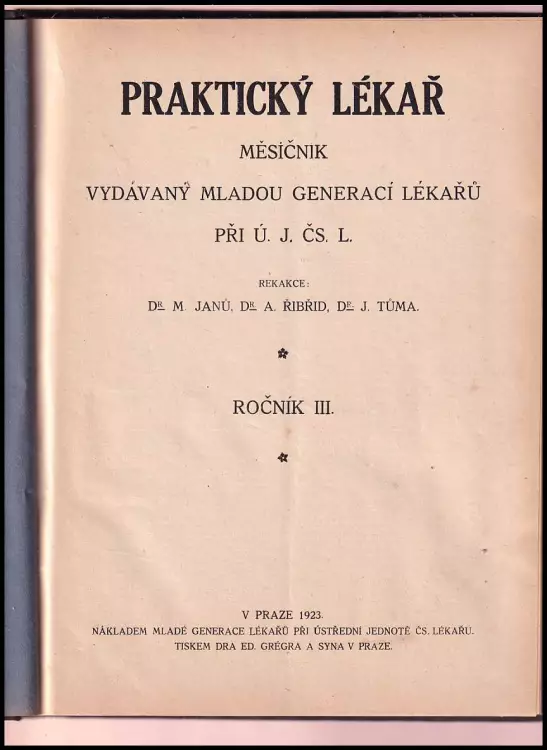 PRAKTICKÝ LÉKAŘ
MĚSÍČNIK
VYDÁVANÝ MLADOU GENERACÍ LÉKAŘŮ
PŘI Ú. J. ČS. L.
REKAKCE:
DR. M. JANŮ, DR. A. ŘIBŘID, DR. J. TŮMA.
ROČNÍK III.
V PRAZE 1923.
NÁKLADEM MLADÉ GENERACE LÉKAŘŮ PŘI ÚSTŘEDNÍ JEDNOTĚ ČS. LÉKAŘŮ.
TISKEM DRA ED. GRÉGRA A SYNA V PRAZE.